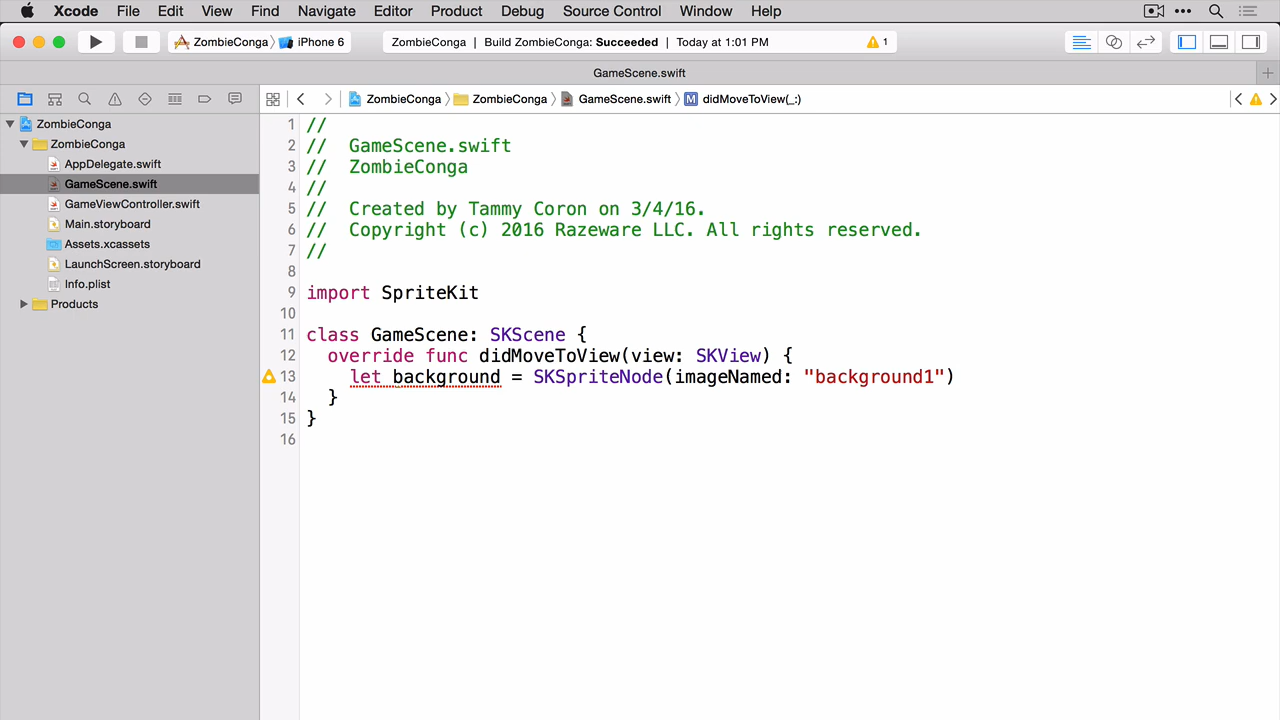 Xcode File Edit View Find Navigate Editor Product Debug Source Control Window Help
ZombieConga iPhone 6 ZombieConga | Build ZombieConga: Succeeded | Today at 1:01 PM 1
GameScene.swift
ZombieConga ZombieConga GameScene.swift M didMoveToView(_:)
ZombieConga
ZombieConga
AppDelegate.swift
GameScene.swift
GameViewController.swift
Main.storyboard
Assets.xcassets
LaunchScreen.storyboard
Info.plist
Products
1 //
2 // GameScene.swift
3 // ZombieConga
4 //
5 // Created by Tammy Coron on 3/4/16.
6 // Copyright (c) 2016 Razeware LLC. All rights reserved.
7 //
8
9 import SpriteKit
10
11 class GameScene: SKScene {
12 override func didMoveToView(view: SKView) {
13 let background = SKSpriteNode(imageNamed: "background1")
14 }
15 }
16